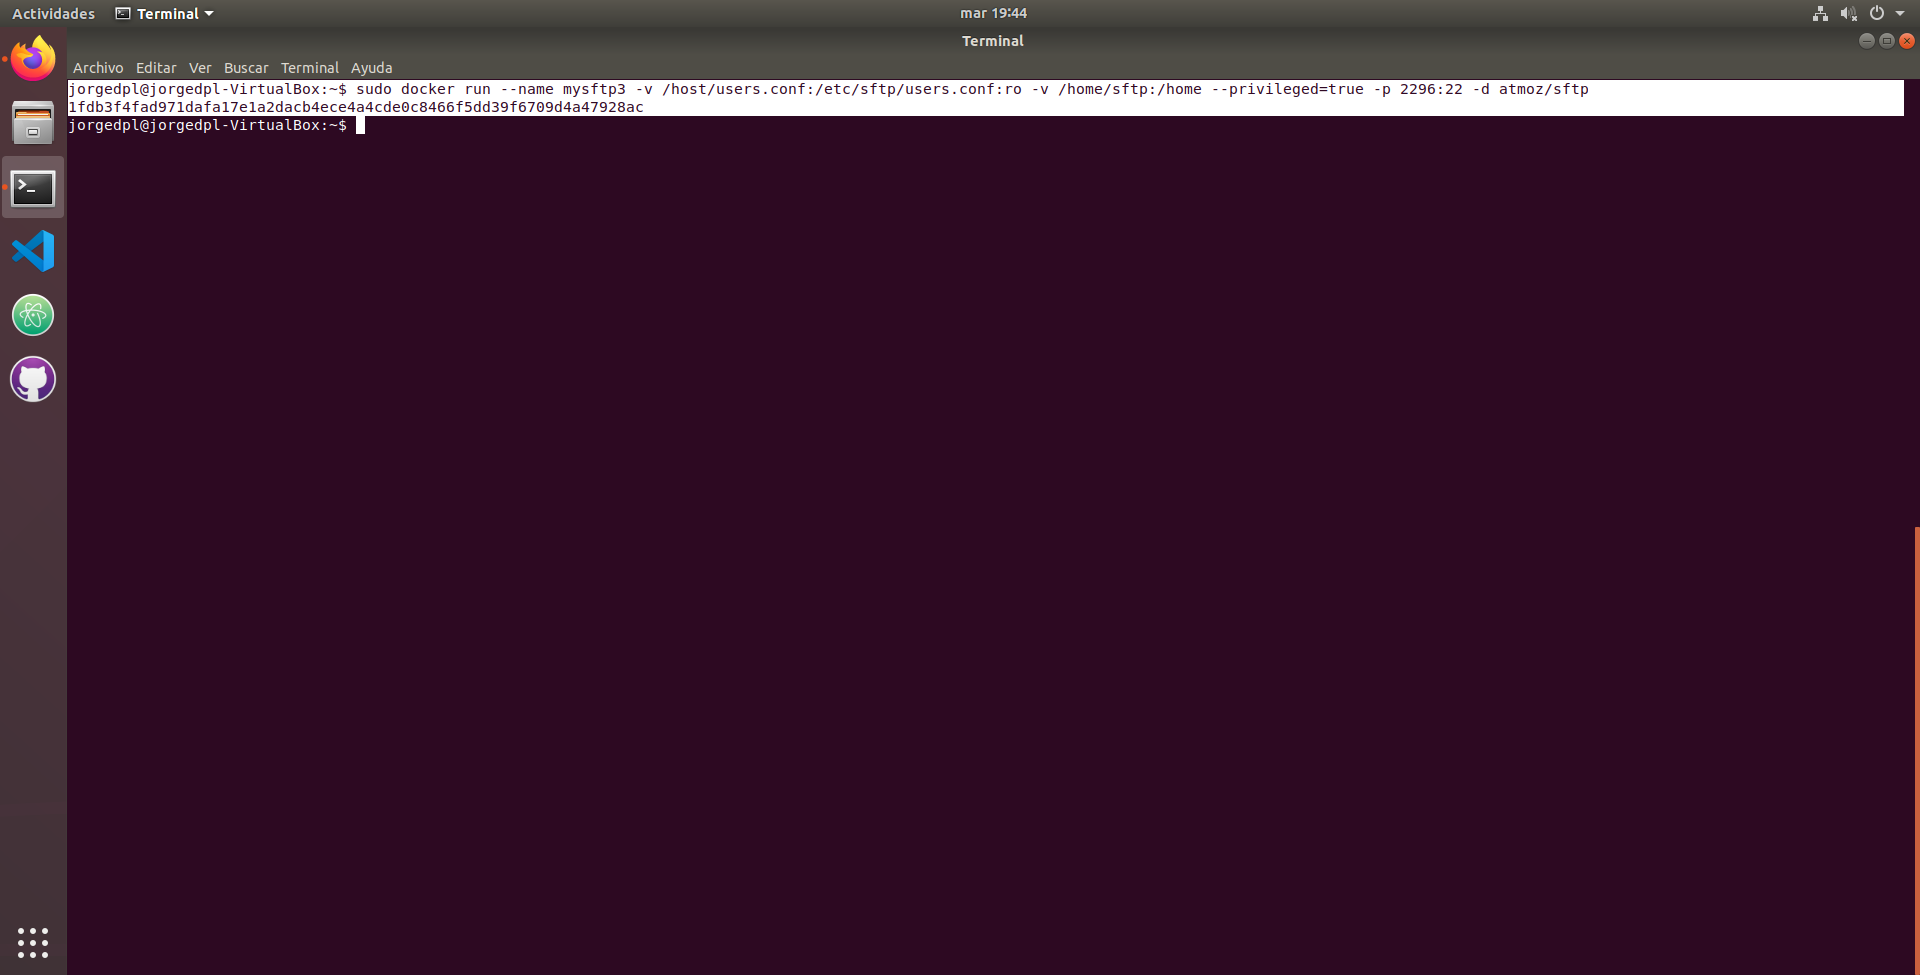 Actividades Terminal mar 19:44
Terminal
Archivo Editar Ver Buscar Terminal Ayuda
jorgedpl@jorgedpl-VirtualBox:~$ sudo docker run --name mysftp3 -v /host/users.conf:/etc/sftp/users.conf:ro -v /home/sftp:/home --privileged=true -p 2296:22 -d atmoz/sftp
1fdb3f4fad971dafa17e1a2dacb4ece4a4cde0c8466f5dd39f6709d4a47928ac
jorgedpl@jorgedpl-VirtualBox:~$